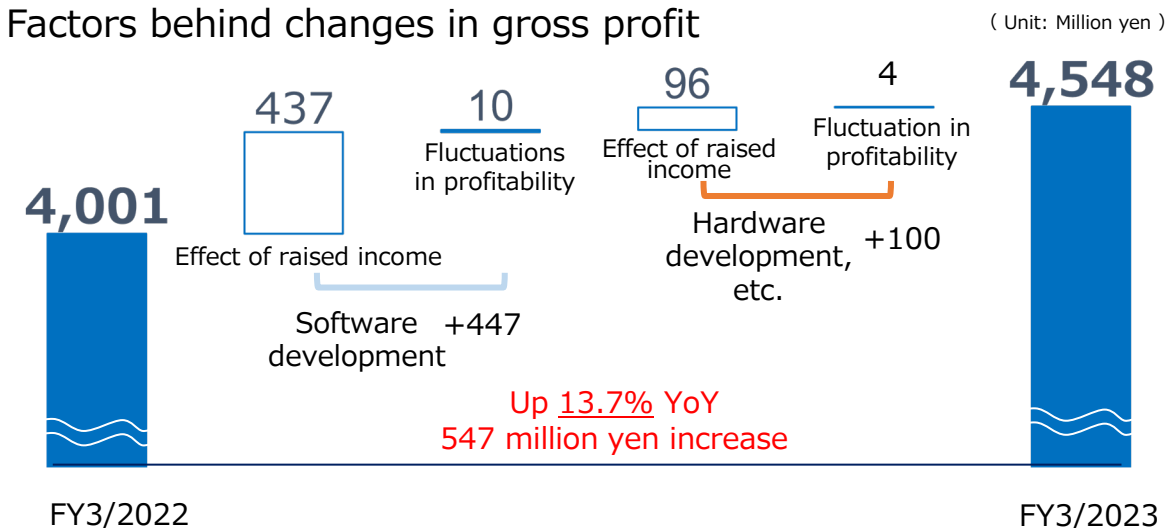 Factors behind changes in gross profit
( Unit: Million yen )
4,001
437
Effect of raised income
10
Fluctuations
in profitability
Software
development
+447
96
Effect of raised
income
4
Fluctuation in
profitability
Hardware
development,
etc.
+100
4,548
Up 13.7% YoY
547 million yen increase
FY3/2022
FY3/2023